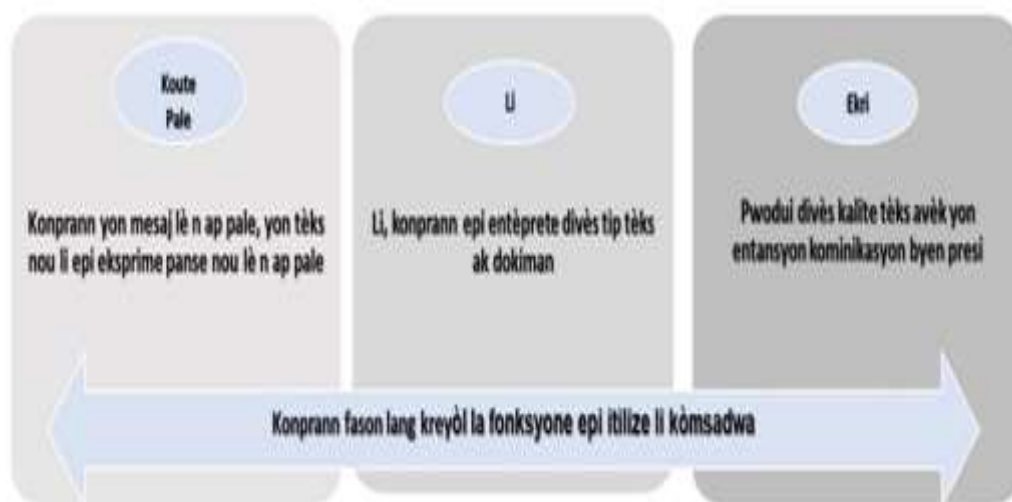 Koute
Pale
Konprann yon mesaj lè n ap pale, yon tèks
nou li epi eksprime panse nou lè n ap pale
Li
Li, konprann epi entèprete divès tip tèks
ak dokiman
Ekri
Pwodui divès kalite tèks avèk yon
entansyon kominikasyon byen presi
Konprann fason lang kreyòl la fonksyone epi itilize li kòmsadwa